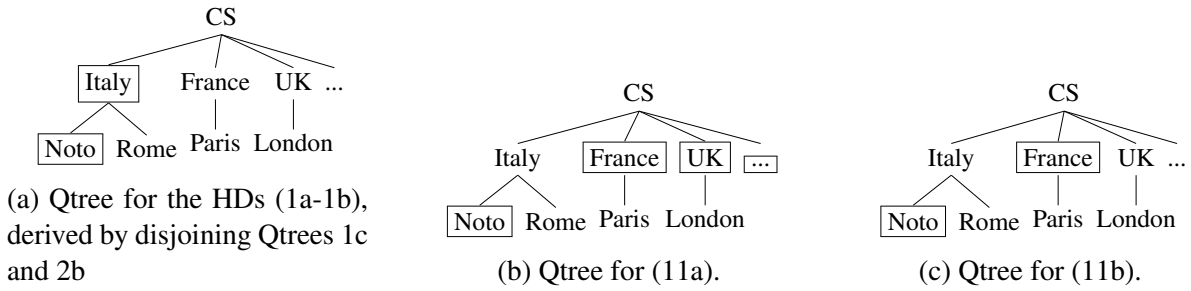 CS
Italy France UK ...
Noto Rome Paris London
(a) Qtree for the HDs (1a-1b),
derived by disjoining Qtrees 1c
and 2b
CS
Italy France UK ...
Noto Rome Paris London
(b) Qtree for (11a).
CS
Italy France UK ...
Noto Rome Paris London
(c) Qtree for (11b).